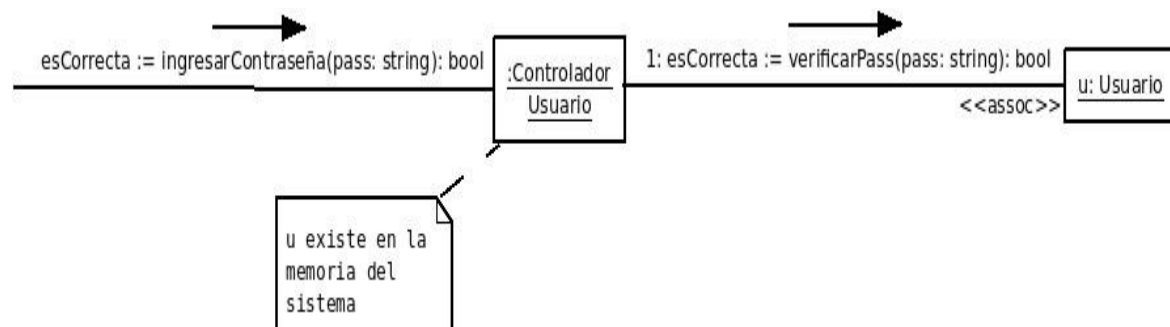 esCorrecta := ingresarContraseña(pass: string): bool
:Controlador
Usuario
1: esCorrecta := verificarPass(pass: string): bool
<<assoc>>
u: Usuario
u existe en la
memoria del
sistema